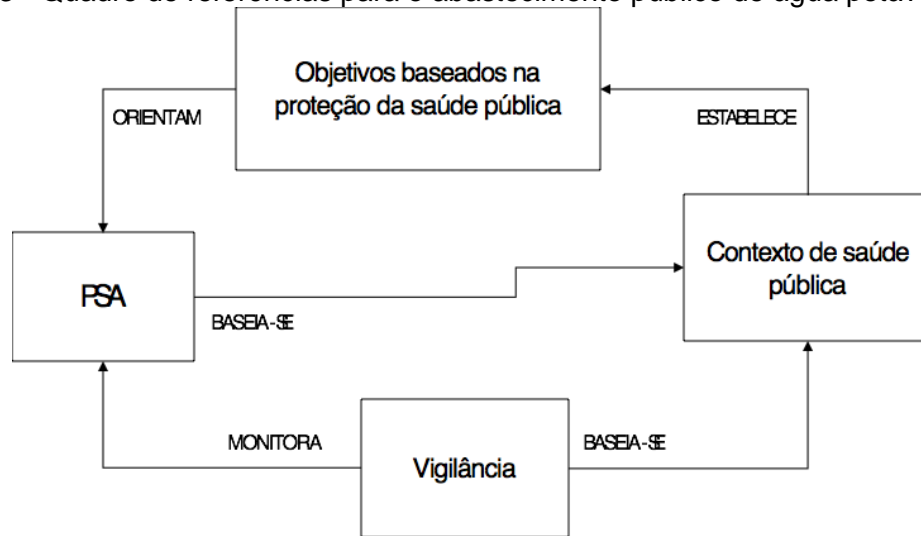 Quadro de referências para o abastecimento público de água
Objetivos baseados na
proteção da saúde pública
ORIENTAM
ESTABELECE
PSA
Contexto de saúde
pública
BASEIA-SE
MONITORA
BASEIA-SE
Vigilância